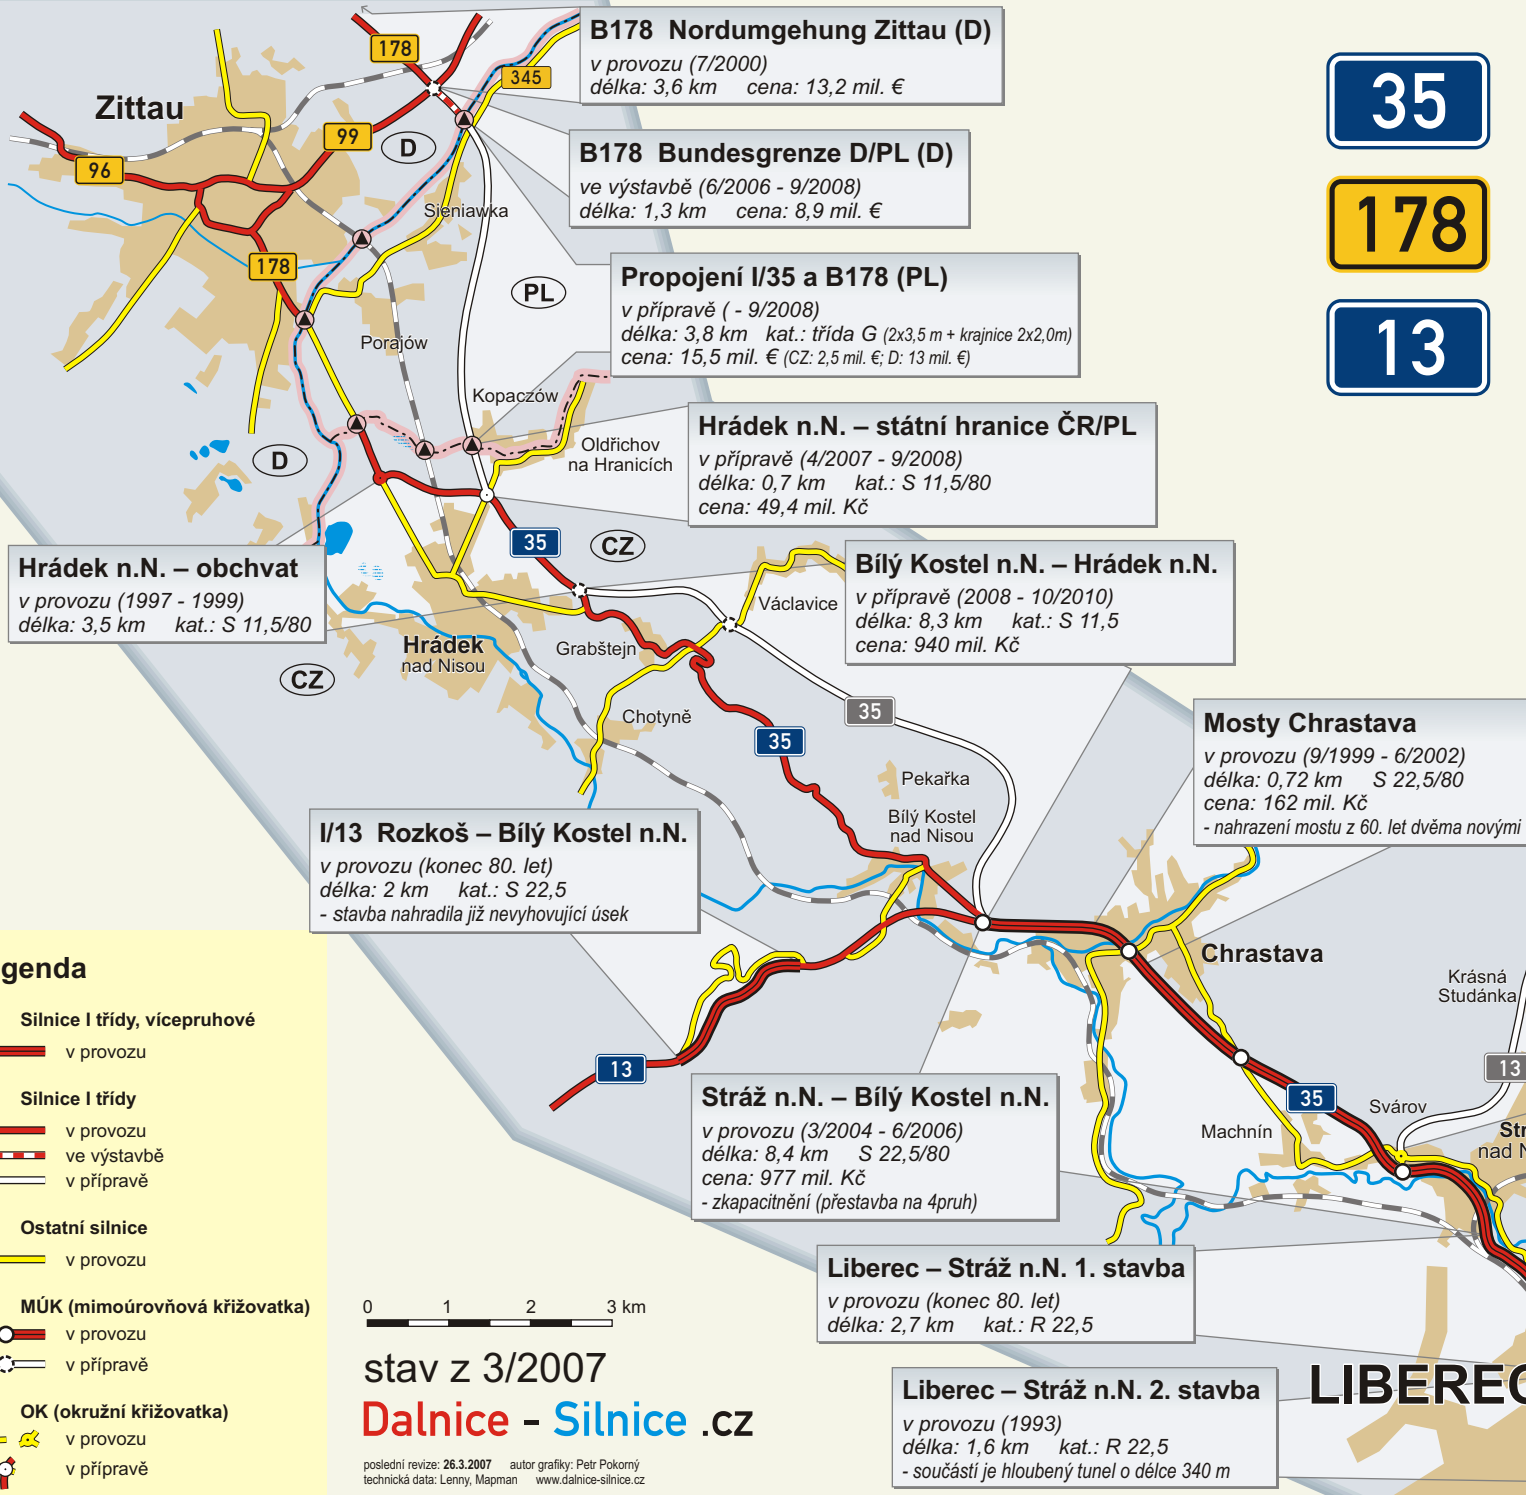 B178 Nordumgehung Zittau (D)
v provozu (7/2000)
délka: 3,6 km cena: 13,2 mil. €
178
345
35
Zittau
99
D
96
B178 Bundesgrenze D/PL (D)
ve výstavbě (6/2006 - 9/2008)
délka: 1,3 km cena: 8,9 mil. €
178
Sieniawka
178
PL
Propojení I/35 a B178 (PL)
v přípravě ( - 9/2008)
délka: 3,8 km kat.: třída G (2x3,5 m + krajnice 2x2,0m)
cena: 15,5 mil. € (CZ: 2,5 mil. €; D: 13 mil. €)
13
Porajów
Kopaczów
Oldřichov
na Hranicích
D
Hrádek n.N. – státní hranice ČR/PL
v přípravě (4/2007 - 9/2008)
délka: 0,7 km kat.: S 11,5/80
cena: 49,4 mil. Kč
35
CZ
Hrádek n.N. – obchvat
v provozu (1997 - 1999)
délka: 3,5 km kat.: S 11,5/80
Bílý Kostel n.N. – Hrádek n.N.
v přípravě (2008 - 10/2010)
délka: 8,3 km kat.: S 11,5
cena: 940 mil. Kč
Václavice
Hrádek
nad Nisou
Grabštejn
CZ
Chotyně
35
35
Mosty Chrastava
v provozu (9/1999 - 6/2002)
délka: 0,72 km S 22,5/80
cena: 162 mil. Kč
- nahrazení mostu z 60. let dvěma novými
Pekařka
Bílý Kostel
nad Nisou
I/13 Rozkoš – Bílý Kostel n.N.
v provozu (konec 80. let)
délka: 2 km kat.: S 22,5
- stavba nahradila již nevyhovující úsek
Chrastava
Krásná
Studánka
13
13
35
Svárov
Machnín
Str
nad N
Stráž n.N. – Bílý Kostel n.N.
v provozu (3/2004 - 6/2006)
délka: 8,4 km S 22,5/80
cena: 977 mil. Kč
- zkapacitnění (přestavba na 4pruh)
Liberec – Stráž n.N. 1. stavba
v provozu (konec 80. let)
délka: 2,7 km kat.: R 22,5
Liberec – Stráž n.N. 2. stavba
v provozu (1993)
délka: 1,6 km kat.: R 22,5
- součástí je hloubený tunel o délce 340 m
LIBEREC
genda
Silnice I třídy, vícepruhové
v provozu
Silnice I třídy
v provozu
ve výstavbě
v přípravě
Ostatní silnice
v provozu
MÚK (mimoúrovňová křižovatka)
v provozu
v přípravě
OK (okružní křižovatka)
v provozu
v přípravě
0 1 2 3 km
stav z 3/2007
Dalnice - Silnice .cz
poslední revize: 26.3.2007 autor grafiky: Petr Pokorný
technická data: Lenny, Mapman www.dalnice-silnice.cz